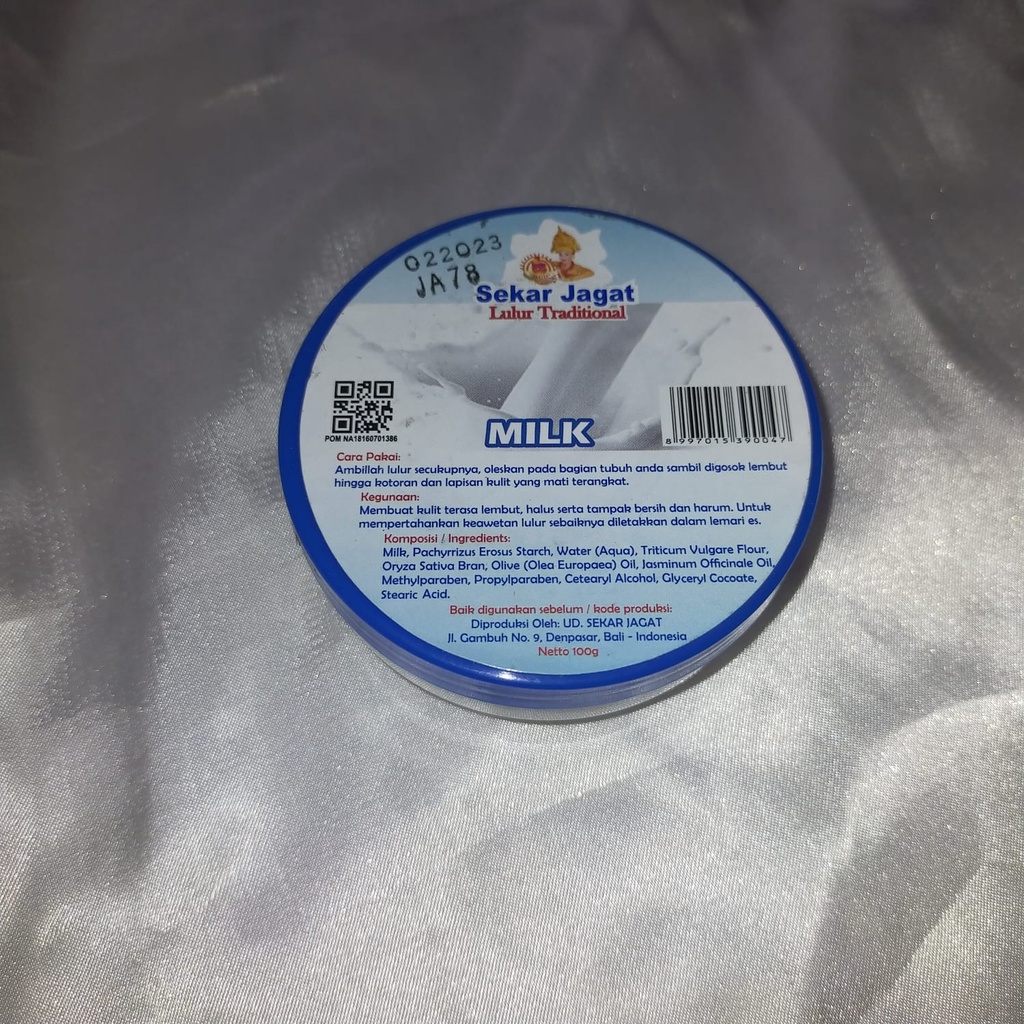 022023
JA78
Sekar Jagat
Lulur Traditional
POM NA18160701386
8 997015 390047
MILK
Cara Pakai:
Ambillah lulur secukupnya, oleskan pada bagian tubuh anda sambil digosok lembut
hingga kotoran dan lapisan kulit yang mati terangkat.
Kegunaan:
Membuat kulit terasa lembut, halus serta tampak bersih dan harum. Untuk
mempertahankan keawetan lulur sebaiknya diletakkan dalam lemari es.
Komposisi / Ingredients:
Milk, Pachyrrizus Erosus Starch, Water (Aqua), Triticum Vulgare Flour,
Oryza Sativa Bran, Olive (Olea Europaea) Oil, Jasminum Officinale Oil,
Methylparaben, Propylparaben, Cetearyl Alcohol, Glyceryl Cocoate,
Stearic Acid.
Baik digunakan sebelum / kode produksi:
Diproduksi Oleh: UD. SEKAR JAGAT
Jl. Gambuh No. 9, Denpasar, Bali - Indonesia
Netto 100g